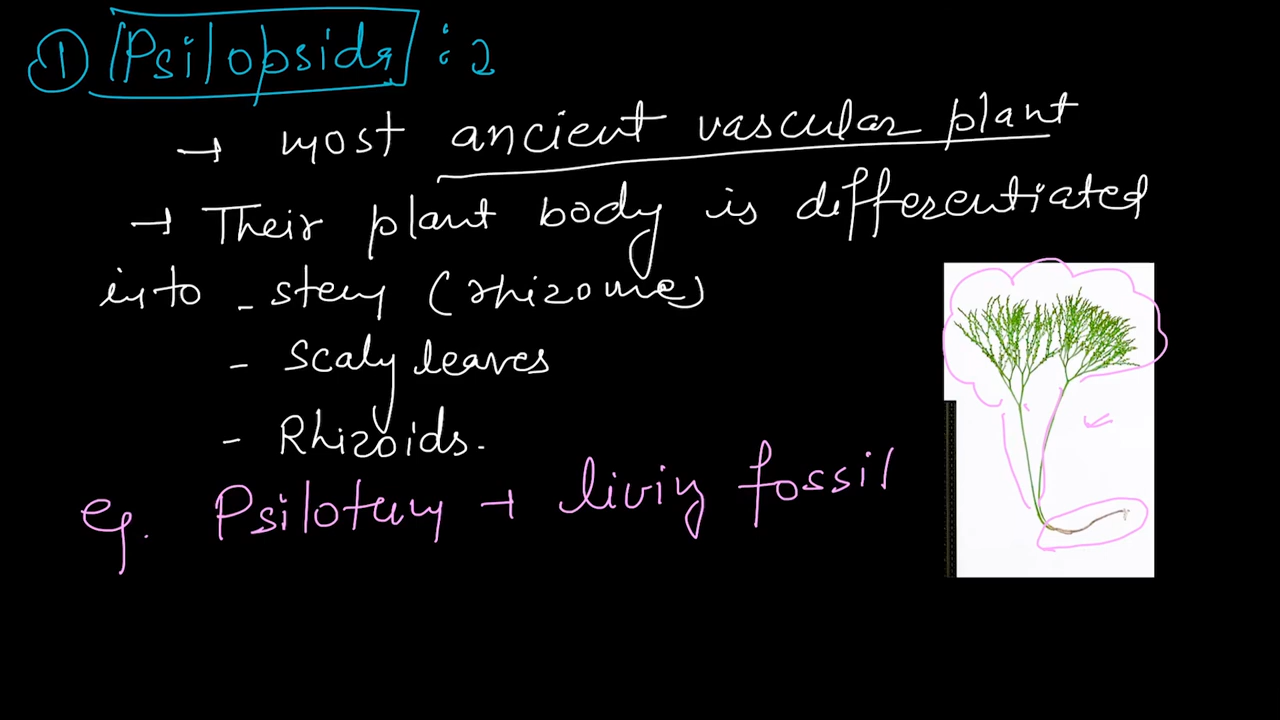 ① Psilopsida :-
→ most ancient vascular plant
→ Their plant body is differentiated
into - stem (rhizome)
- Scaly leaves
- Rhizoids.
eg. Psilotum → living fossil